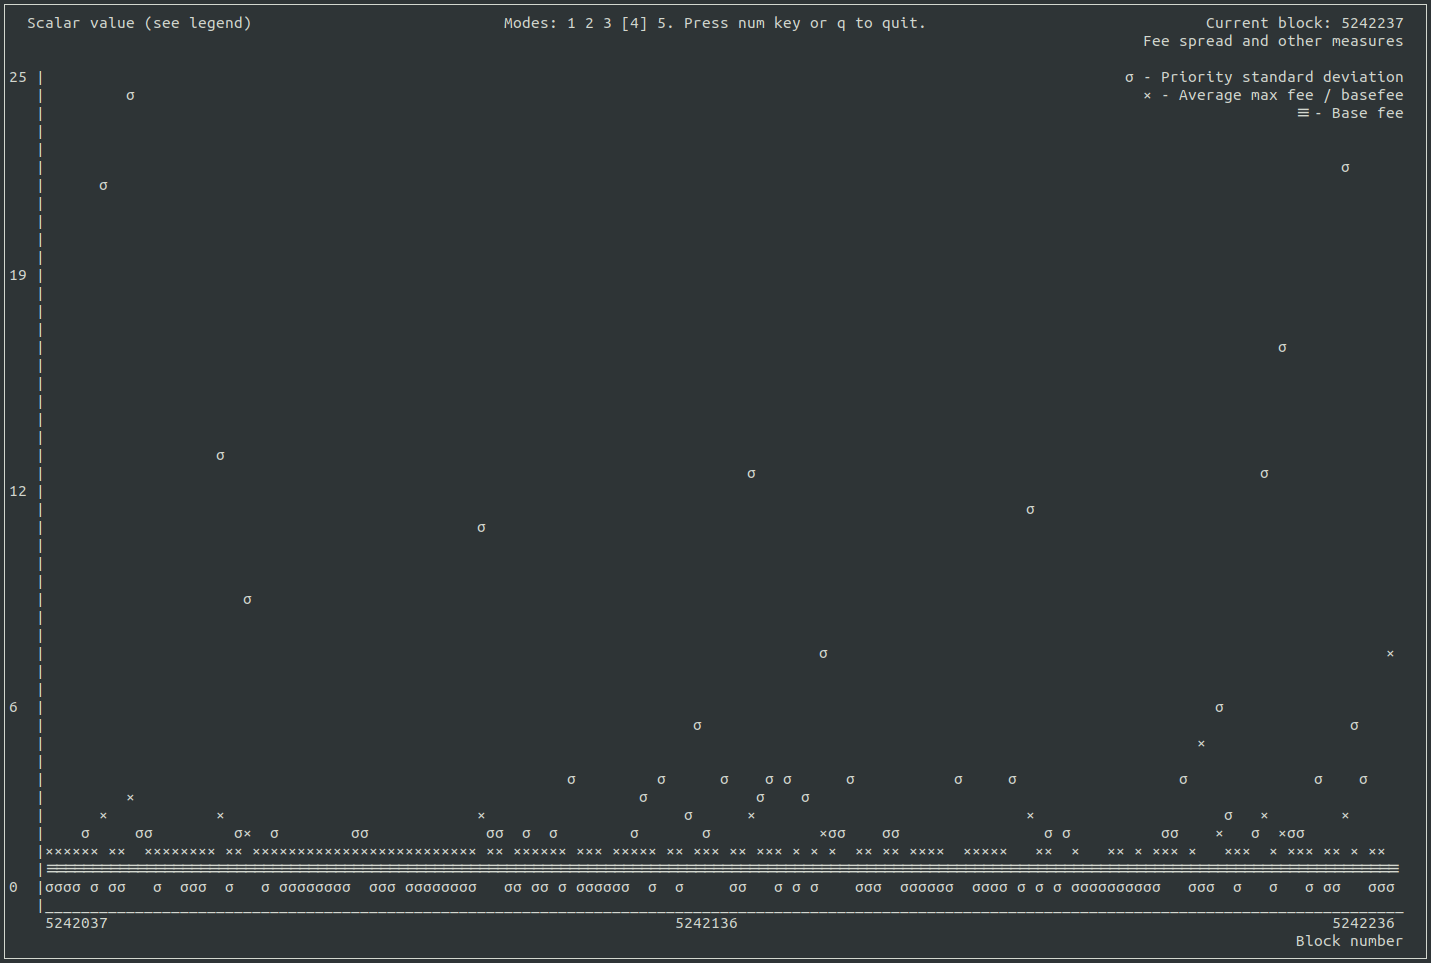 Scalar value (see legend) Modes: 1 2 3 [4] 5. Press num key or q to quit. Current block: 5242237
Fee spread and other measures
25 σ - Priority standard deviation
× - Average max fee / basefee
≡ - Base fee
19
12
6
0
5242037 5242136 5242236
Block number